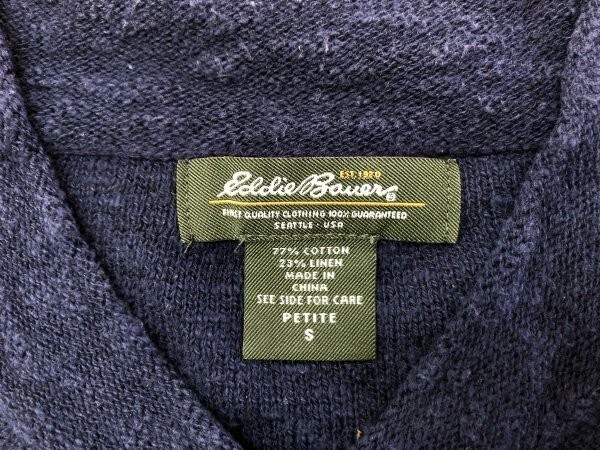 EST. 1920
Eddie Bauer®
FINEST QUALITY CLOTHING 100% GUARANTEED
SEATTLE · USA
77% COTTON
23% LINEN
MADE IN
CHINA
SEE SIDE FOR CARE
PETITE
S